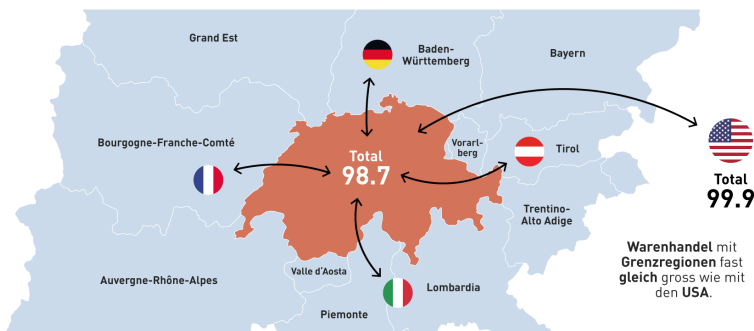 Grand Est
Baden-
Württemberg
Bayern
Bourgogne-Franche-Comté
Vorarl-
berg
Tirol
Total
98.7
Total
99.9
Trentino-
Alto Adige
Warenhandel mit
Grenzregionen fast
gleich gross wie mit
den USA.
Auvergne-Rhône-Alpes
Valle d'Aosta
Lombardia
Piemonte